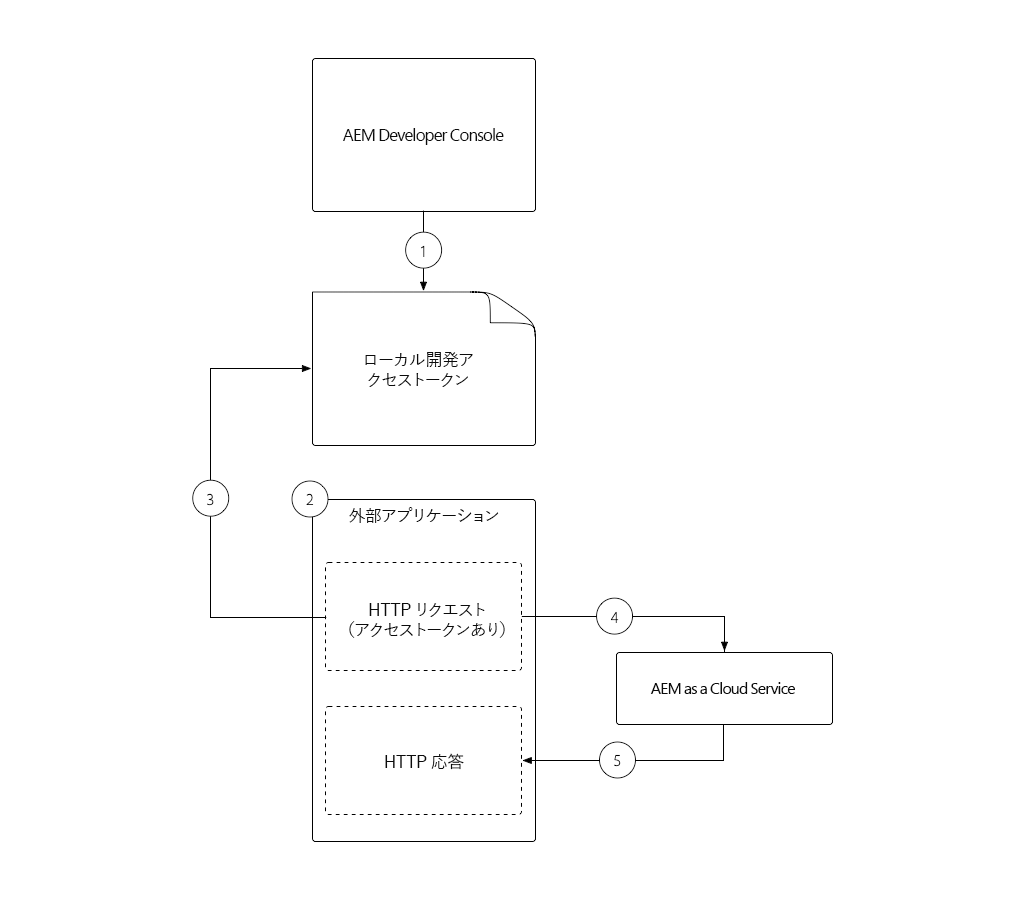 AEM Developer Console
1
ローカル開発ア
クセストークン
3
2
外部アプリケーション
HTTP リクエスト
（アクセストークンあり）
4
AEM as a Cloud Service
HTTP 応答
5